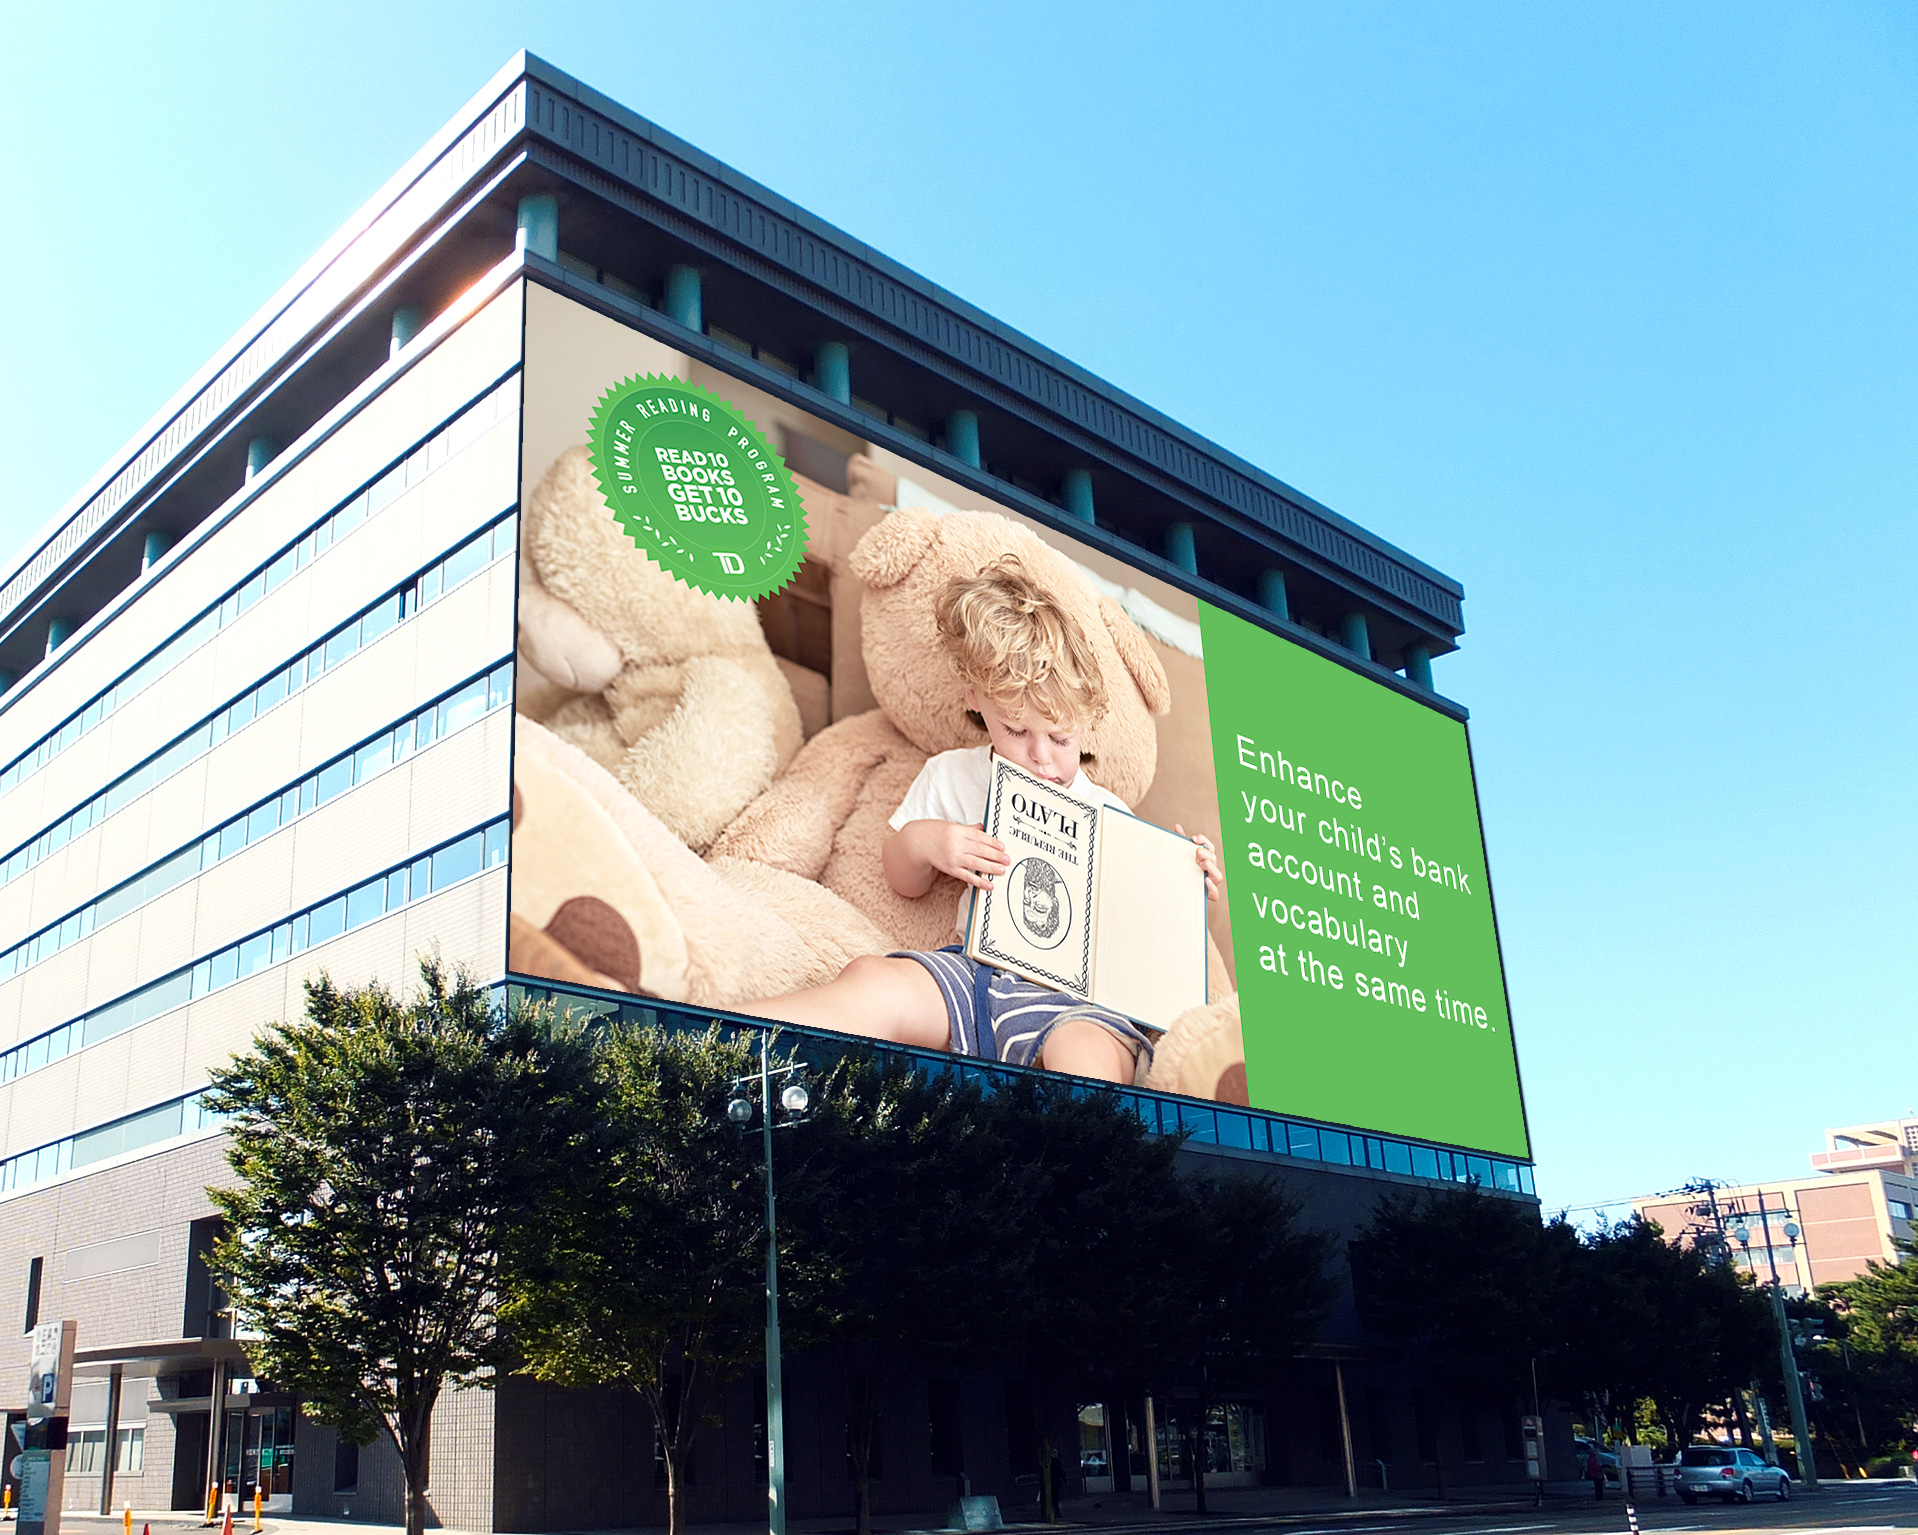 SUMMER READING PROGRAM
READ 10
BOOKS
GET 10
BUCKS
TD
PLATO
THE REPUBLIC
Enhance
your child's bank
account and
vocabulary
at the same time.
P